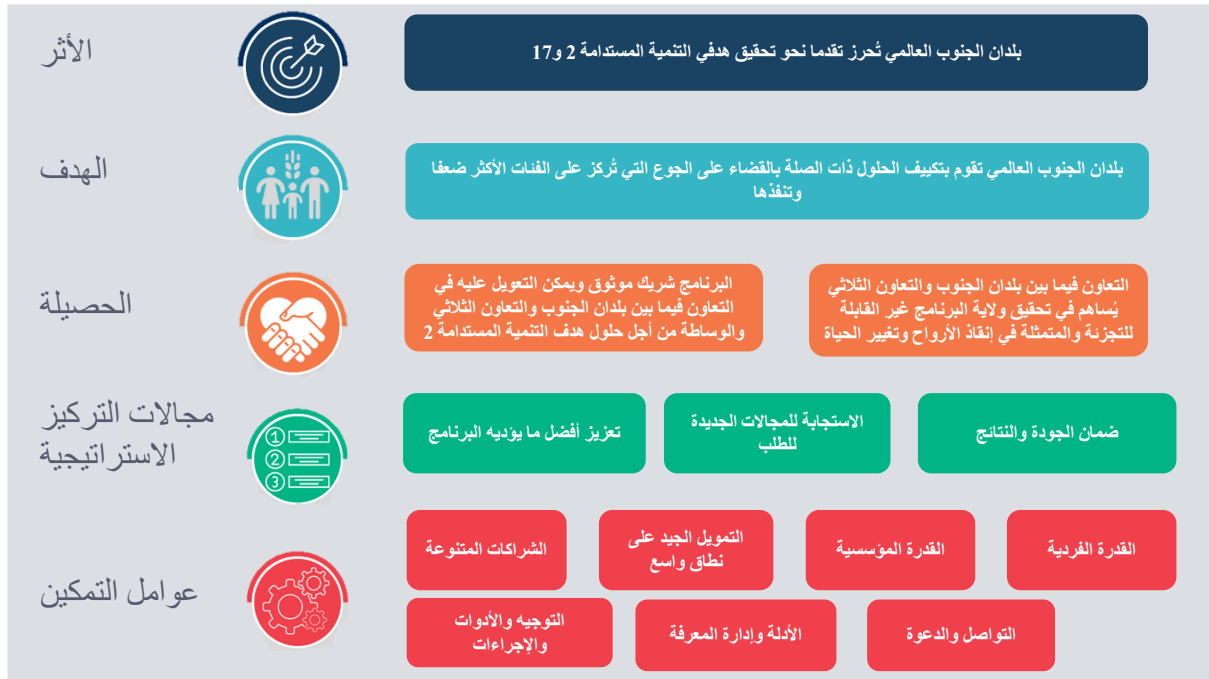 الأثر
بلدان الجنوب العالمي تُحرز تقدما نحو تحقيق هدفي التنمية المستدامة 2 و17
الهدف
بلدان الجنوب العالمي تقوم بتكييف الحلول ذات الصلة بالقضاء على الجوع التي تُركز على الفئات الأكثر ضعفا
وتنفذها
الحصيلة
التعاون فيما بين بلدان الجنوب والتعاون الثلاثي
يُساهم في تحقيق ولاية البرنامج غير القابلة
للتجزئة والمتمثلة في إنقاذ الأرواح وتغيير الحياة
البرنامج شريك موثوق ويمكن التعويل عليه في
التعاون فيما بين بلدان الجنوب والتعاون الثلاثي
والوساطة من أجل حلول هدف التنمية المستدامة 2
مجالات التركيز
الاستراتيجية
1
2
3
ضمان الجودة والنتائج
الاستجابة للمجالات الجديدة
للطلب
تعزيز أفضل ما يؤديه البرنامج
عوامل التمكين
القدرة الفردية
القدرة المؤسسية
التمويل الجيد على
نطاق واسع
الشراكات المتنوعة
التواصل والدعوة
الأدلة وإدارة المعرفة
التوجيه والأدوات
والإجراءات